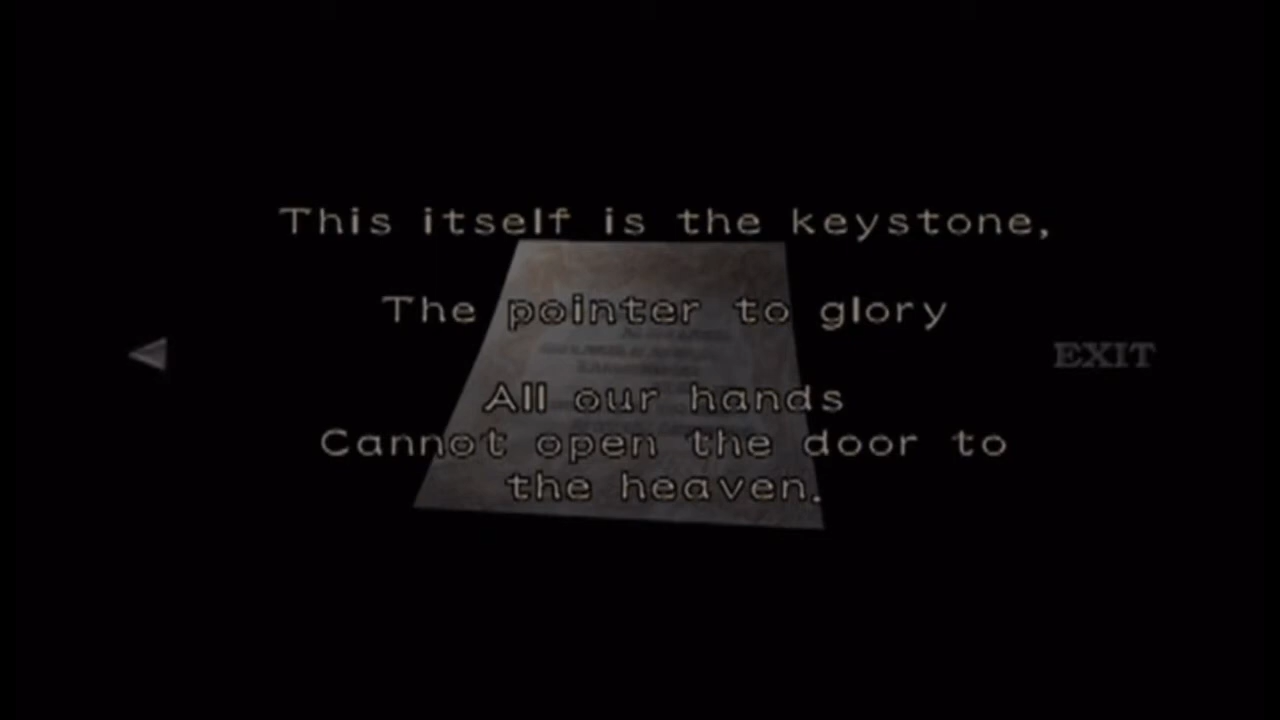 This itself is the keystone,
The pointer to glory
EXIT
All our hands
Cannot open the door to
the heaven.